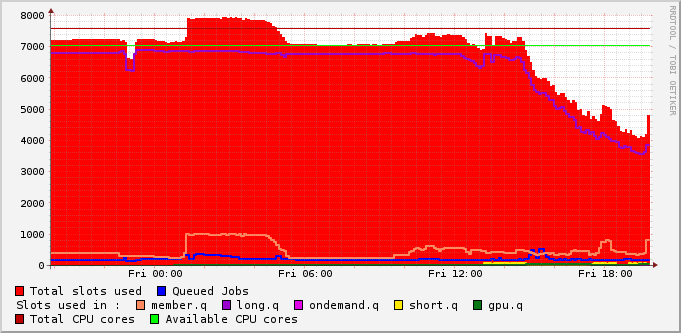 8000
7000
6000
5000
4000
3000
2000
1000
0
Fri 00:00 Fri 06:00 Fri 12:00 Fri 18:00
RRDTOOL / TOBI OETIKER
Total slots used Queued Jobs
Slots used in : member.q long.q ondemand.q short.q gpu.q
Total CPU cores Available CPU cores